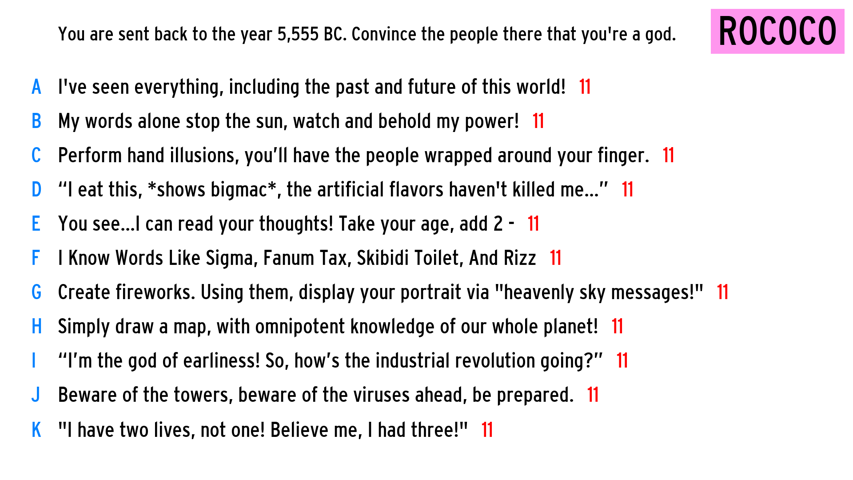 You are sent back to the year 5,555 BC. Convince the people there that you're a god.
ROCOCO
A I've seen everything, including the past and future of this world! 11
B My words alone stop the sun, watch and behold my power! 11
C Perform hand illusions, you’ll have the people wrapped around your finger. 11
D “I eat this, *shows bigmac*, the artificial flavors haven't killed me...” 11
E You see...I can read your thoughts! Take your age, add 2 - 11
F I Know Words Like Sigma, Fanum Tax, Skibidi Toilet, And Rizz 11
G Create fireworks. Using them, display your portrait via "heavenly sky messages!" 11
H Simply draw a map, with omnipotent knowledge of our whole planet! 11
I “I’m the god of earliness! So, how’s the industrial revolution going?” 11
J Beware of the towers, beware of the viruses ahead, be prepared. 11
K "I have two lives, not one! Believe me, I had three!" 11